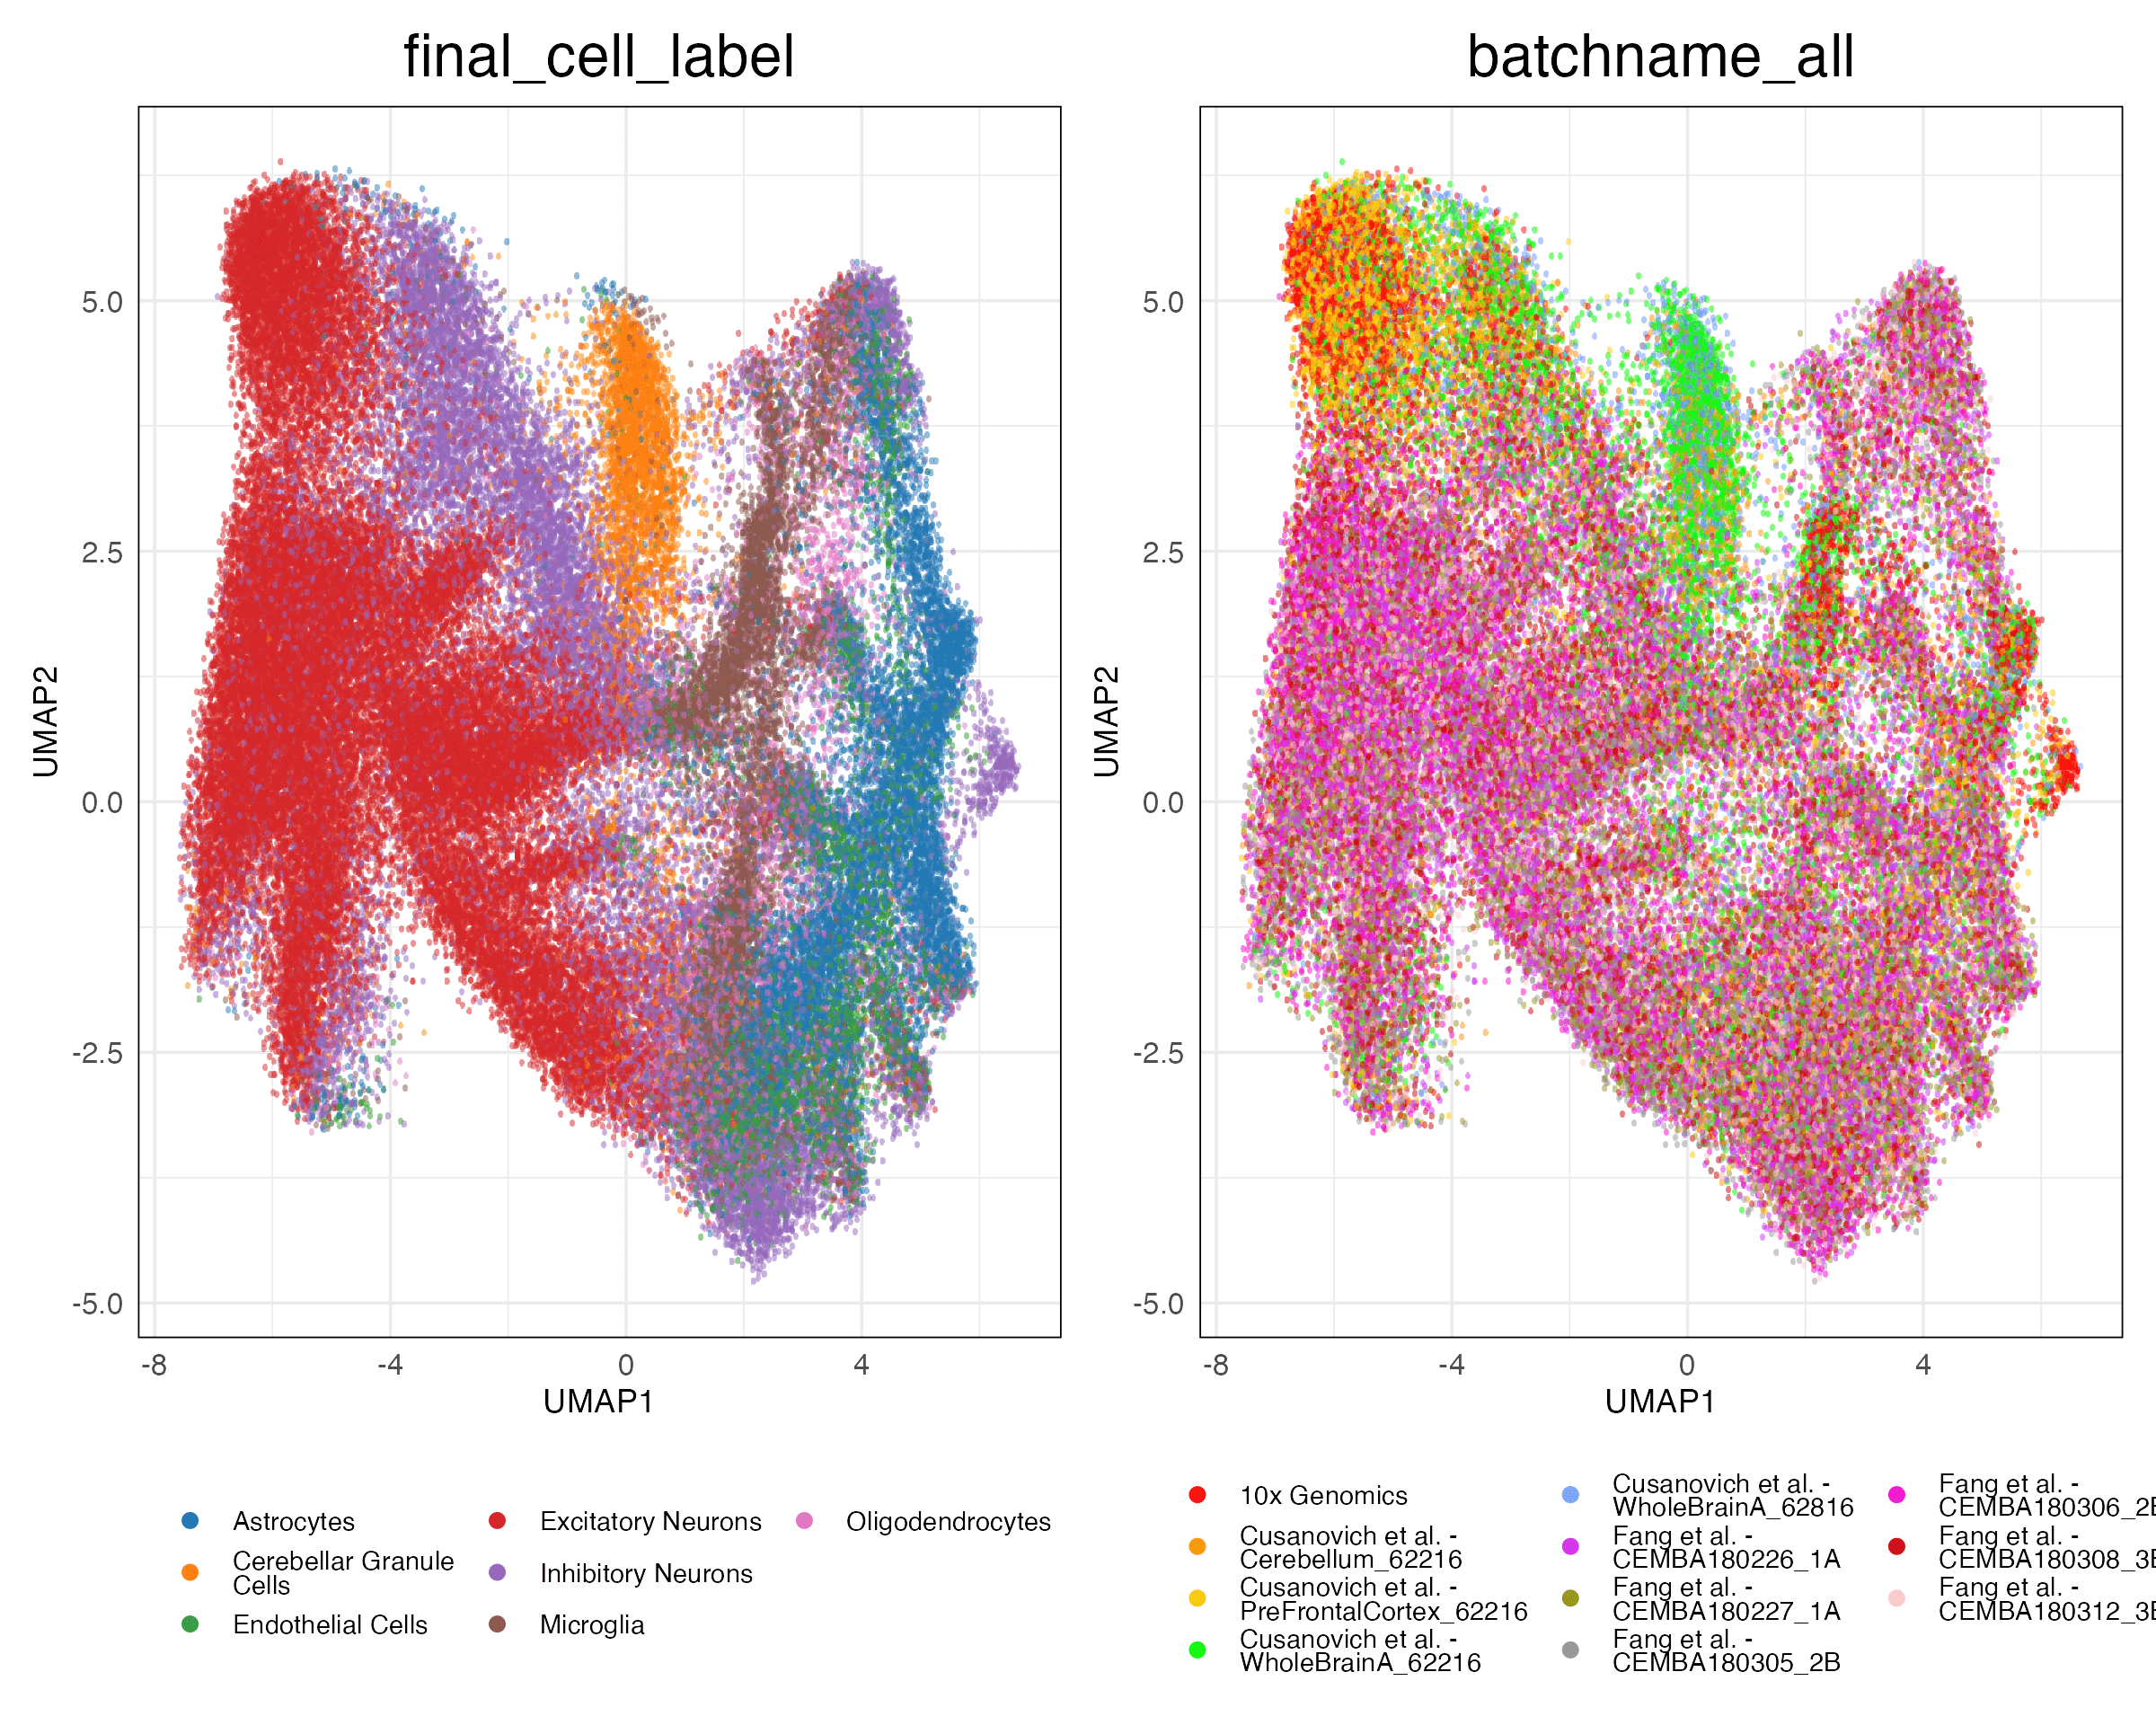 final_cell_label
batchname_all
5.0
2.5
0.0
-2.5
-5.0
UMAP2
-8
-4
0
4
UMAP1
5.0
2.5
0.0
-2.5
-5.0
UMAP2
-8
-4
0
4
UMAP1
Astrocytes
Cerebellar Granule
Cells
Endothelial Cells
Excitatory Neurons
Inhibitory Neurons
Microglia
Oligodendrocytes
10x Genomics
Cusanovich et al. -
Cerebellum_62216
Cusanovich et al. -
PreFrontalCortex_62216
Cusanovich et al. -
WholeBrainA_62216
Cusanovich et al. -
WholeBrainA_62816
Fang et al. -
CEMBA180226_1A
Fang et al. -
CEMBA180227_1A
Fang et al. -
CEMBA180305_2B
Fang et al. -
Fang et al. -
Fang et al. -